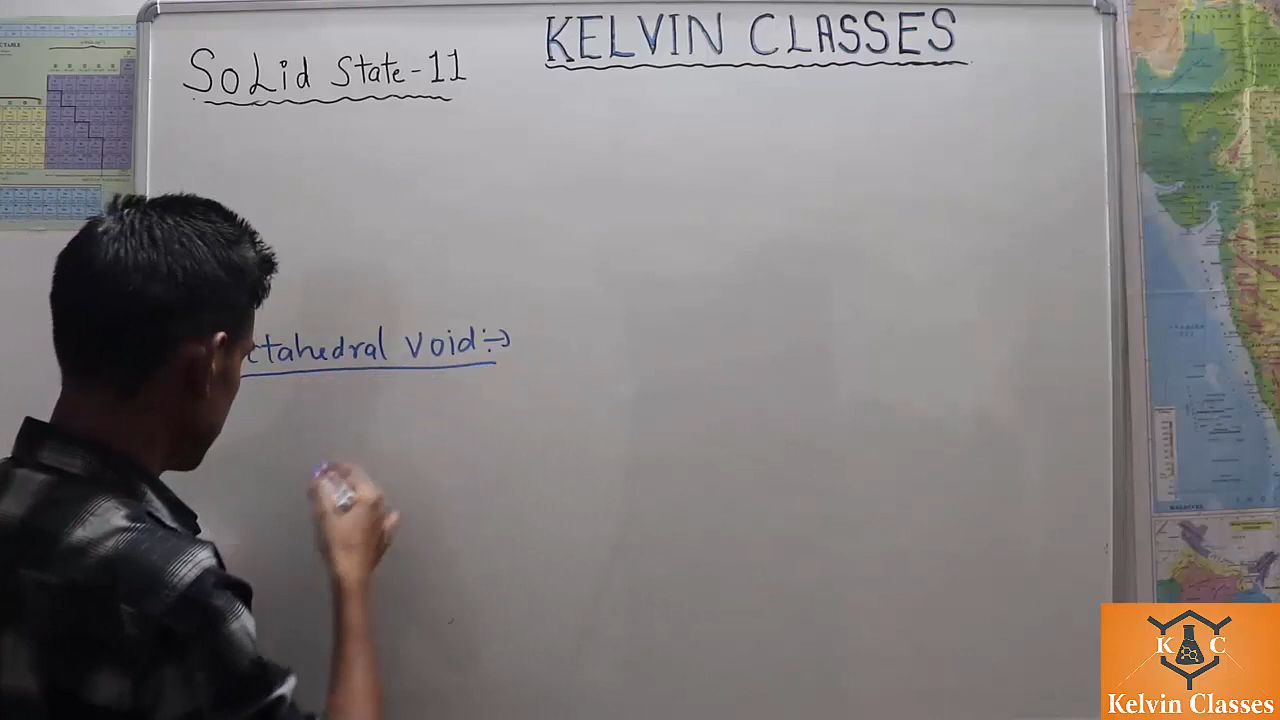 KELVIN CLASSES
SoLid State-11
ctahedral void :→
K C
Kelvin Classes